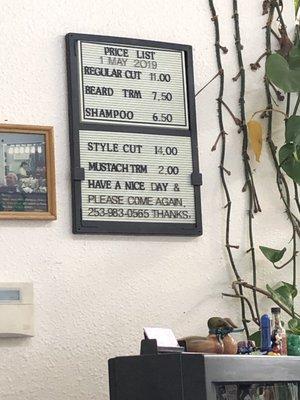 PRICE LIST
1 MAY 2019
REGULAR CUT 11.00
BEARD TRM 7.50
SHAMPOO 6.50
STYLE CUT 14.00
MUSTACH TRM 2.00
HAVE A NICE DAY &
PLEASE COME AGAIN.
253-983-0565 THANKS.